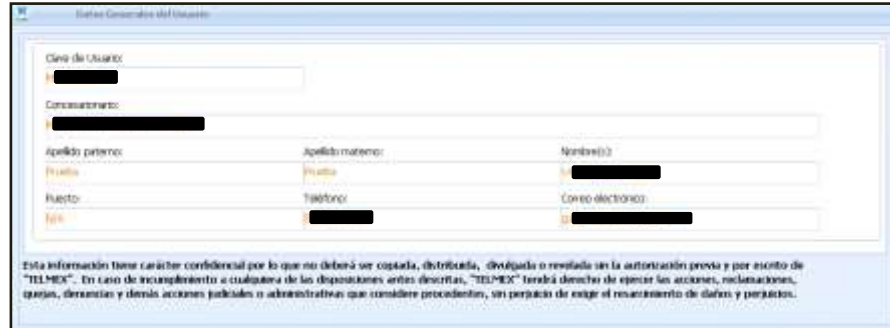 Datos Generales del Usuario
Clave de Usuario:
Concesionario:
Apellido paterno: Apellido materno: Nombre(s):
Prueba Prueba
Puesto: Teléfono: Correo electrónico:
N/A
Esta información tiene carácter confidencial por lo que no deberá ser copiada, distribuida, divulgada o revelada sin la autorización previa y por escrito de
"TELMEX". En caso de incumplimiento a cualquiera de las disposiciones antes descritas, "TELMEX" tendrá derecho de ejercer las acciones, reclamaciones,
quejas, denuncias y demás acciones judiciales o administrativas que considere procedentes, sin perjuicio de exigir el resarcimiento de daños y perjuicios.